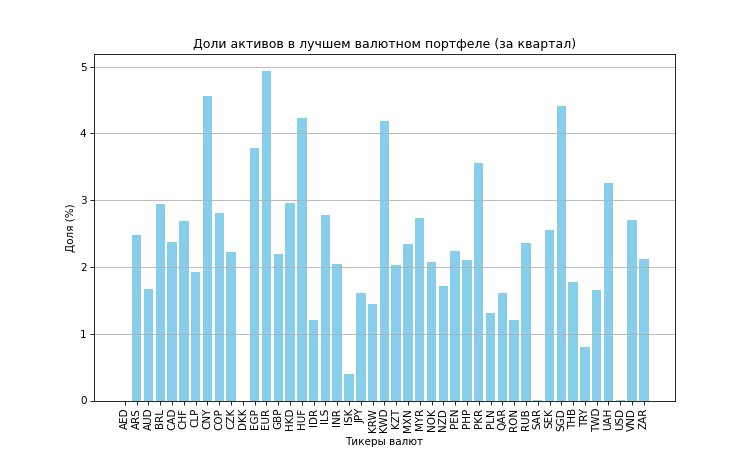 Доли активов в лучшем валютном портфеле (за квартал)
Доля (%)
5
4
3
2
1
0
AED ARS AUD BRL CAD CHF CLP CNY COP CZK DKK EGP EUR GBP HKD HUF IDR ILS INR ISK JPY KRW KWD KZT MXN MYR NOK NZD PEN PHP PKR PLN QAR RON RUB SAR SEK SGD THB TRY TWD UAH USD VND ZAR
Тикеры валют